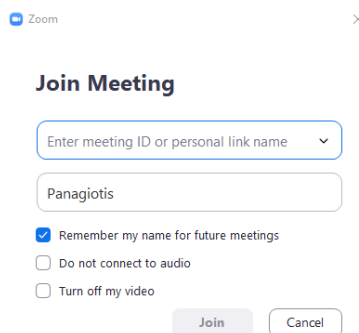 Zoom
Join Meeting
Enter meeting ID or personal link name
Panagiotis
Remember my name for future meetings
Do not connect to audio
Turn off my video
Join Cancel